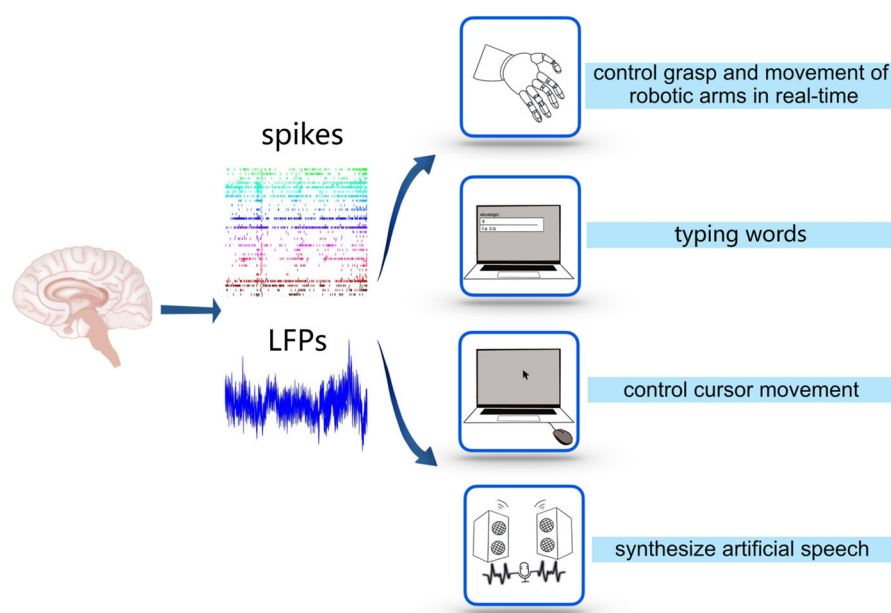 control grasp and movement of
robotic arms in real-time
spikes
typing words
LFPs
control cursor movement
synthesize artificial speech